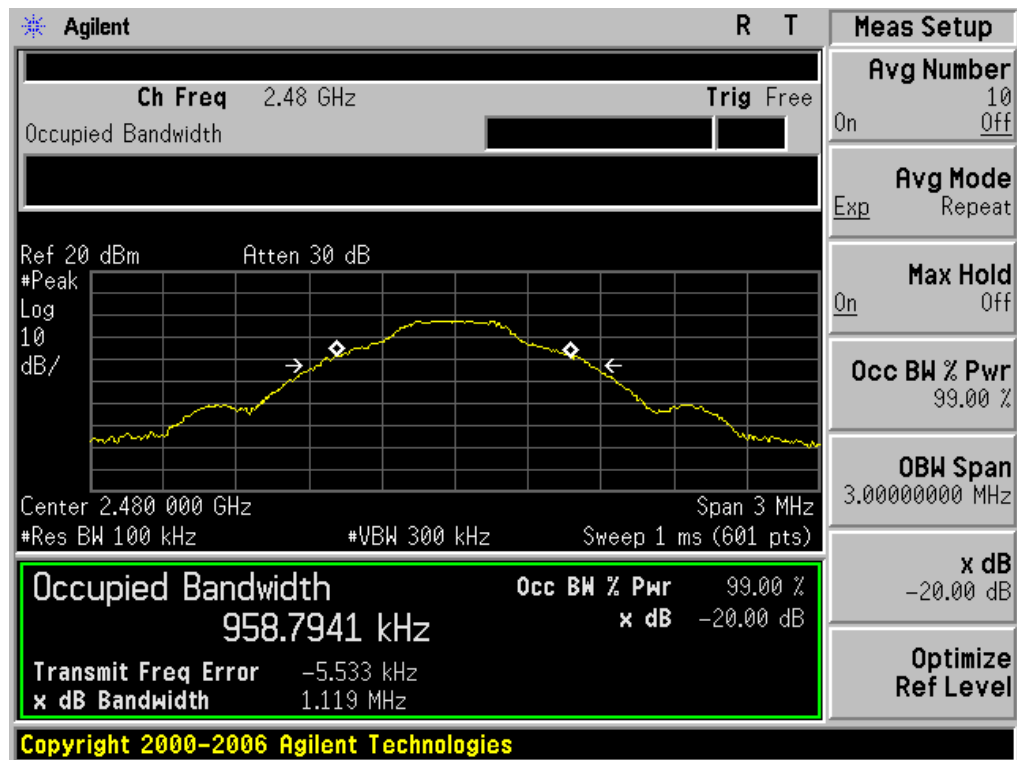 Agilent R T Meas Setup
Ch Freq 2.48 GHz Trig Free
Occupied Bandwidth
Ref 20 dBm Atten 30 dB
#Peak
Log
10
dB/
Center 2.480 000 GHz Span 3 MHz
#Res BW 100 kHz #VBW 300 kHz Sweep 1 ms (601 pts)
Occupied Bandwidth Occ BW % Pwr 99.00 %
958.7941 kHz x dB -20.00 dB
Transmit Freq Error -5.533 kHz
x dB Bandwidth 1.119 MHz
Copyright 2000-2006 Agilent Technologies
Avg Number
10
On Off
Avg Mode
Exp Repeat
Max Hold
On Off
Occ BW % Pwr
99.00 %
OBW Span
3.00000000 MHz
x dB
-20.00 dB
Optimize
Ref Level